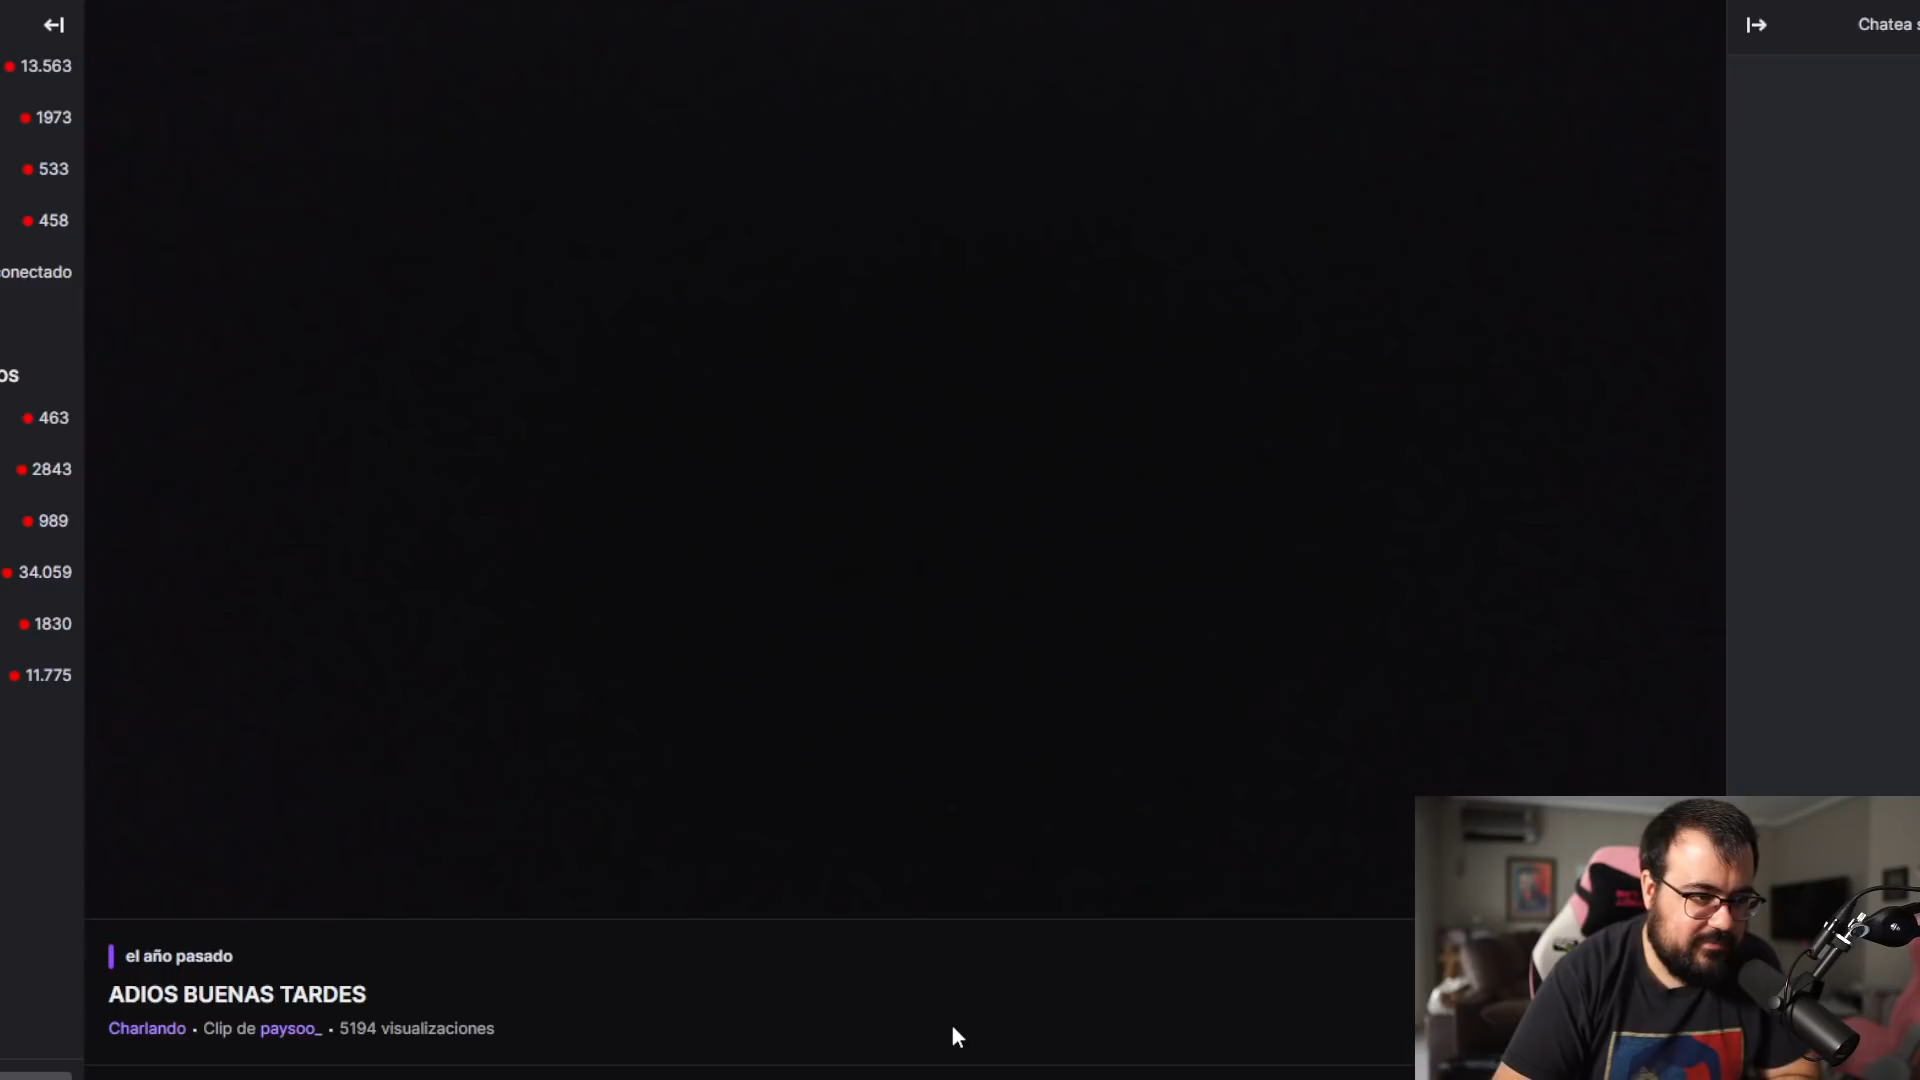 Chatea
13.563
1973
533
458
onectado
os
463
2843
989
34.059
1830
11.775
el año pasado
ADIOS BUENAS TARDES
Charlando • Clip de paysoo_ • 5194 visualizaciones